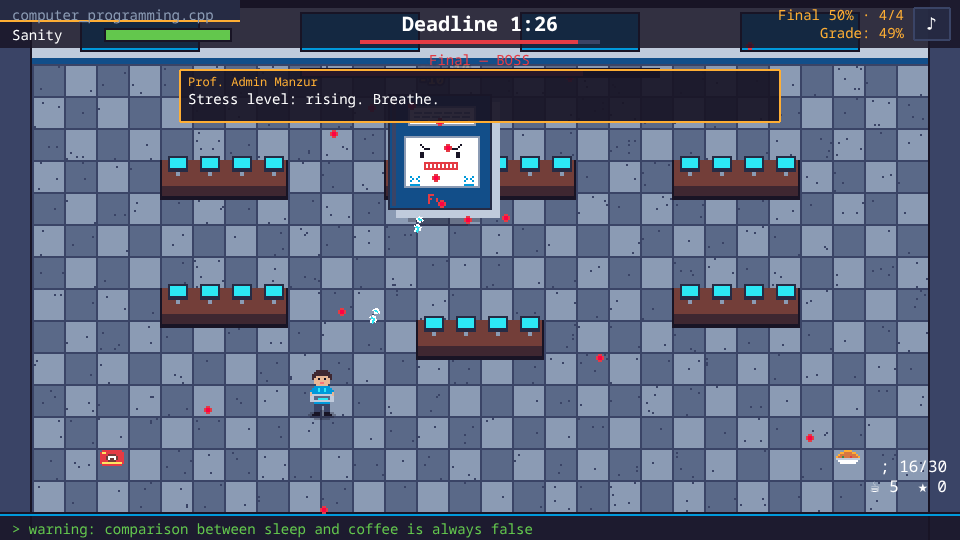 computer programming.cpp
Sanity
Deadline 1:26
Final 50% · 4/4
Grade: 49%
♪
Final — BOSS
Prof. Admin Manzur
Stress level: rising. Breathe.
; 16/30
☕ 5 ★ 0
> warning: comparison between sleep and coffee is always false